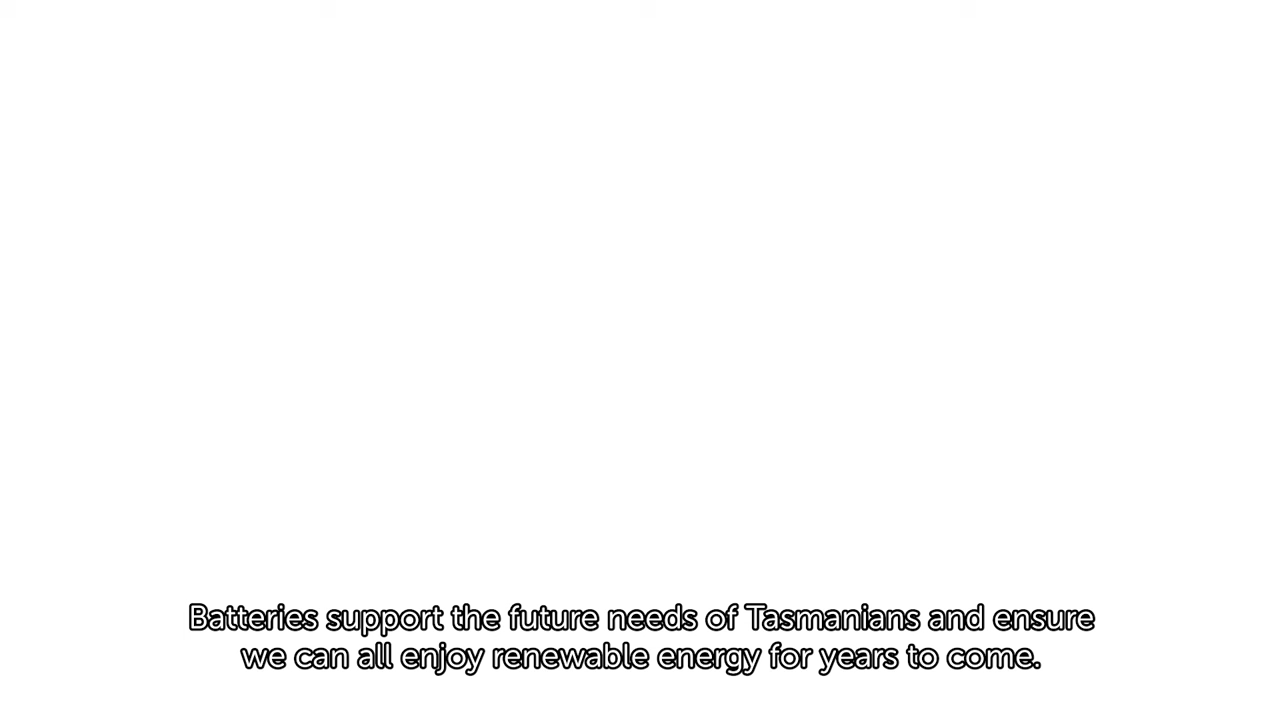 Batteries support the future needs of Tasmanians and ensure
we can all enjoy renewable energy for years to come.